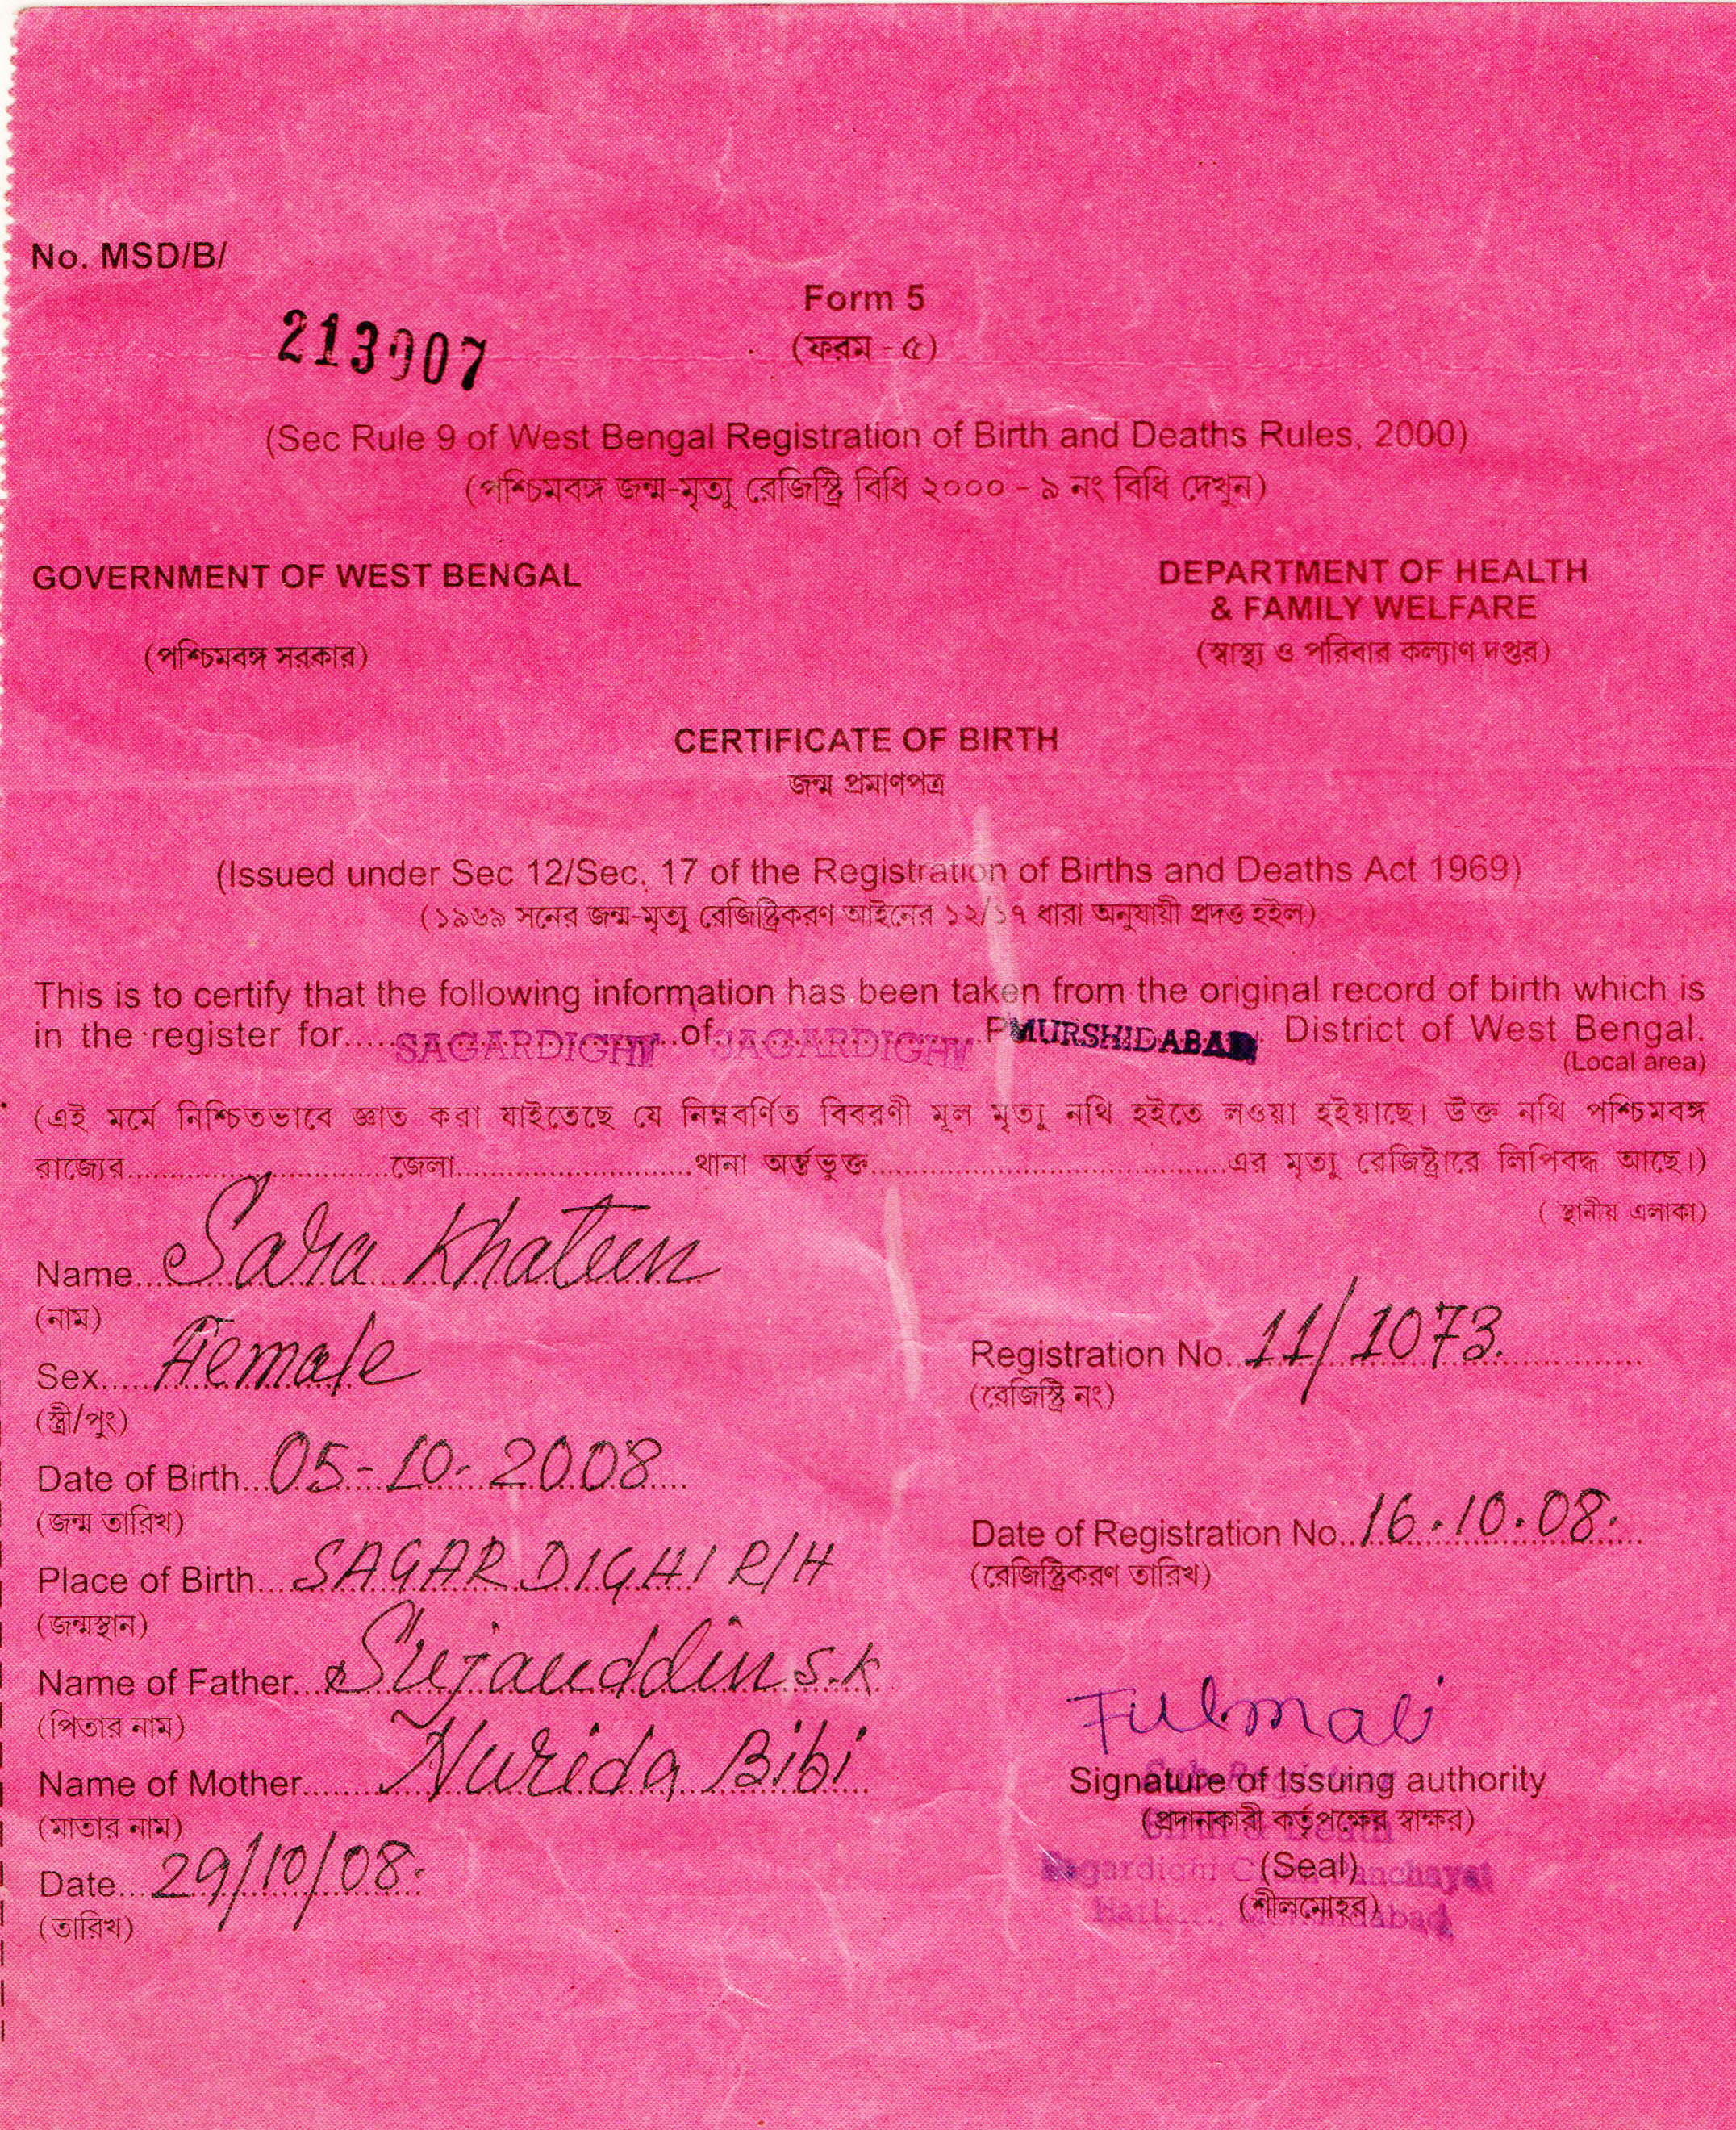 No. MSD/B/
213907
Form 5
(ফরম - ৫)
(Sec Rule 9 of West Bengal Registration of Birth and Deaths Rules, 2000)
(পশ্চিমবঙ্গ জন্ম-মৃত্যু রেজিস্ট্রি বিধি ২০০০ - ৯ নং বিধি দেখুন)
GOVERNMENT OF WEST BENGAL
(পশ্চিমবঙ্গ সরকার)
DEPARTMENT OF HEALTH
& FAMILY WELFARE
(স্বাস্থ্য ও পরিবার কল্যাণ দপ্তর)
CERTIFICATE OF BIRTH
জন্ম প্রমাণপত্র
(Issued under Sec 12/Sec. 17 of the Registration of Births and Deaths Act 1969)
(১৯৬৯ সনের জন্ম-মৃত্যু রেজিষ্ট্রিকরণ আইনের ১২/১৭ ধারা অনুযায়ী প্রদত্ত হইল)
This is to certify that the following information has been taken from the original record of birth which is
in the register for.....SAGARDIGHI..of.SAGARDIGHI P MURSHIDABAD District of West Bengal.
(Local area)
(এই মর্মে নিশ্চিতভাবে জ্ঞাত করা যাইতেছে যে নিম্নবর্ণিত বিবরণী মূল মৃত্যু নথি হইতে লওয়া হইয়াছে। উক্ত নথি পশ্চিমবঙ্গ
রাজ্যের..............................জেলা..........................থানা অর্ন্তভুক্ত.......................................এর মৃত্যু রেজিষ্ট্রারে লিপিবদ্ধ আছে।)
( স্থানীয় এলাকা)
Name...Sara Khatun
(নাম)
Sex.....Female
(স্ত্রী/পুং)
Registration No..11/1073.
(রেজিস্ট্রি নং)
Date of Birth...05-10-2008
(জন্ম তারিখ)
Date of Registration No..16.10.08.
(রেজিষ্ট্রিকরণ তারিখ)
Place of Birth...SAGARDIGHI R/H
(জন্মস্থান)
Name of Father...Sujauddin S.K
(পিতার নাম)
Name of Mother........Nurida Bibi
(মাতার নাম)
Date...29/10/08.
(তারিখ)
Fulmali
Signature of Issuing authority
(প্রদানকারী কর্তৃপক্ষের স্বাক্ষর)
(Seal)
(শীলমোহর)
Sagardighi Panchayat